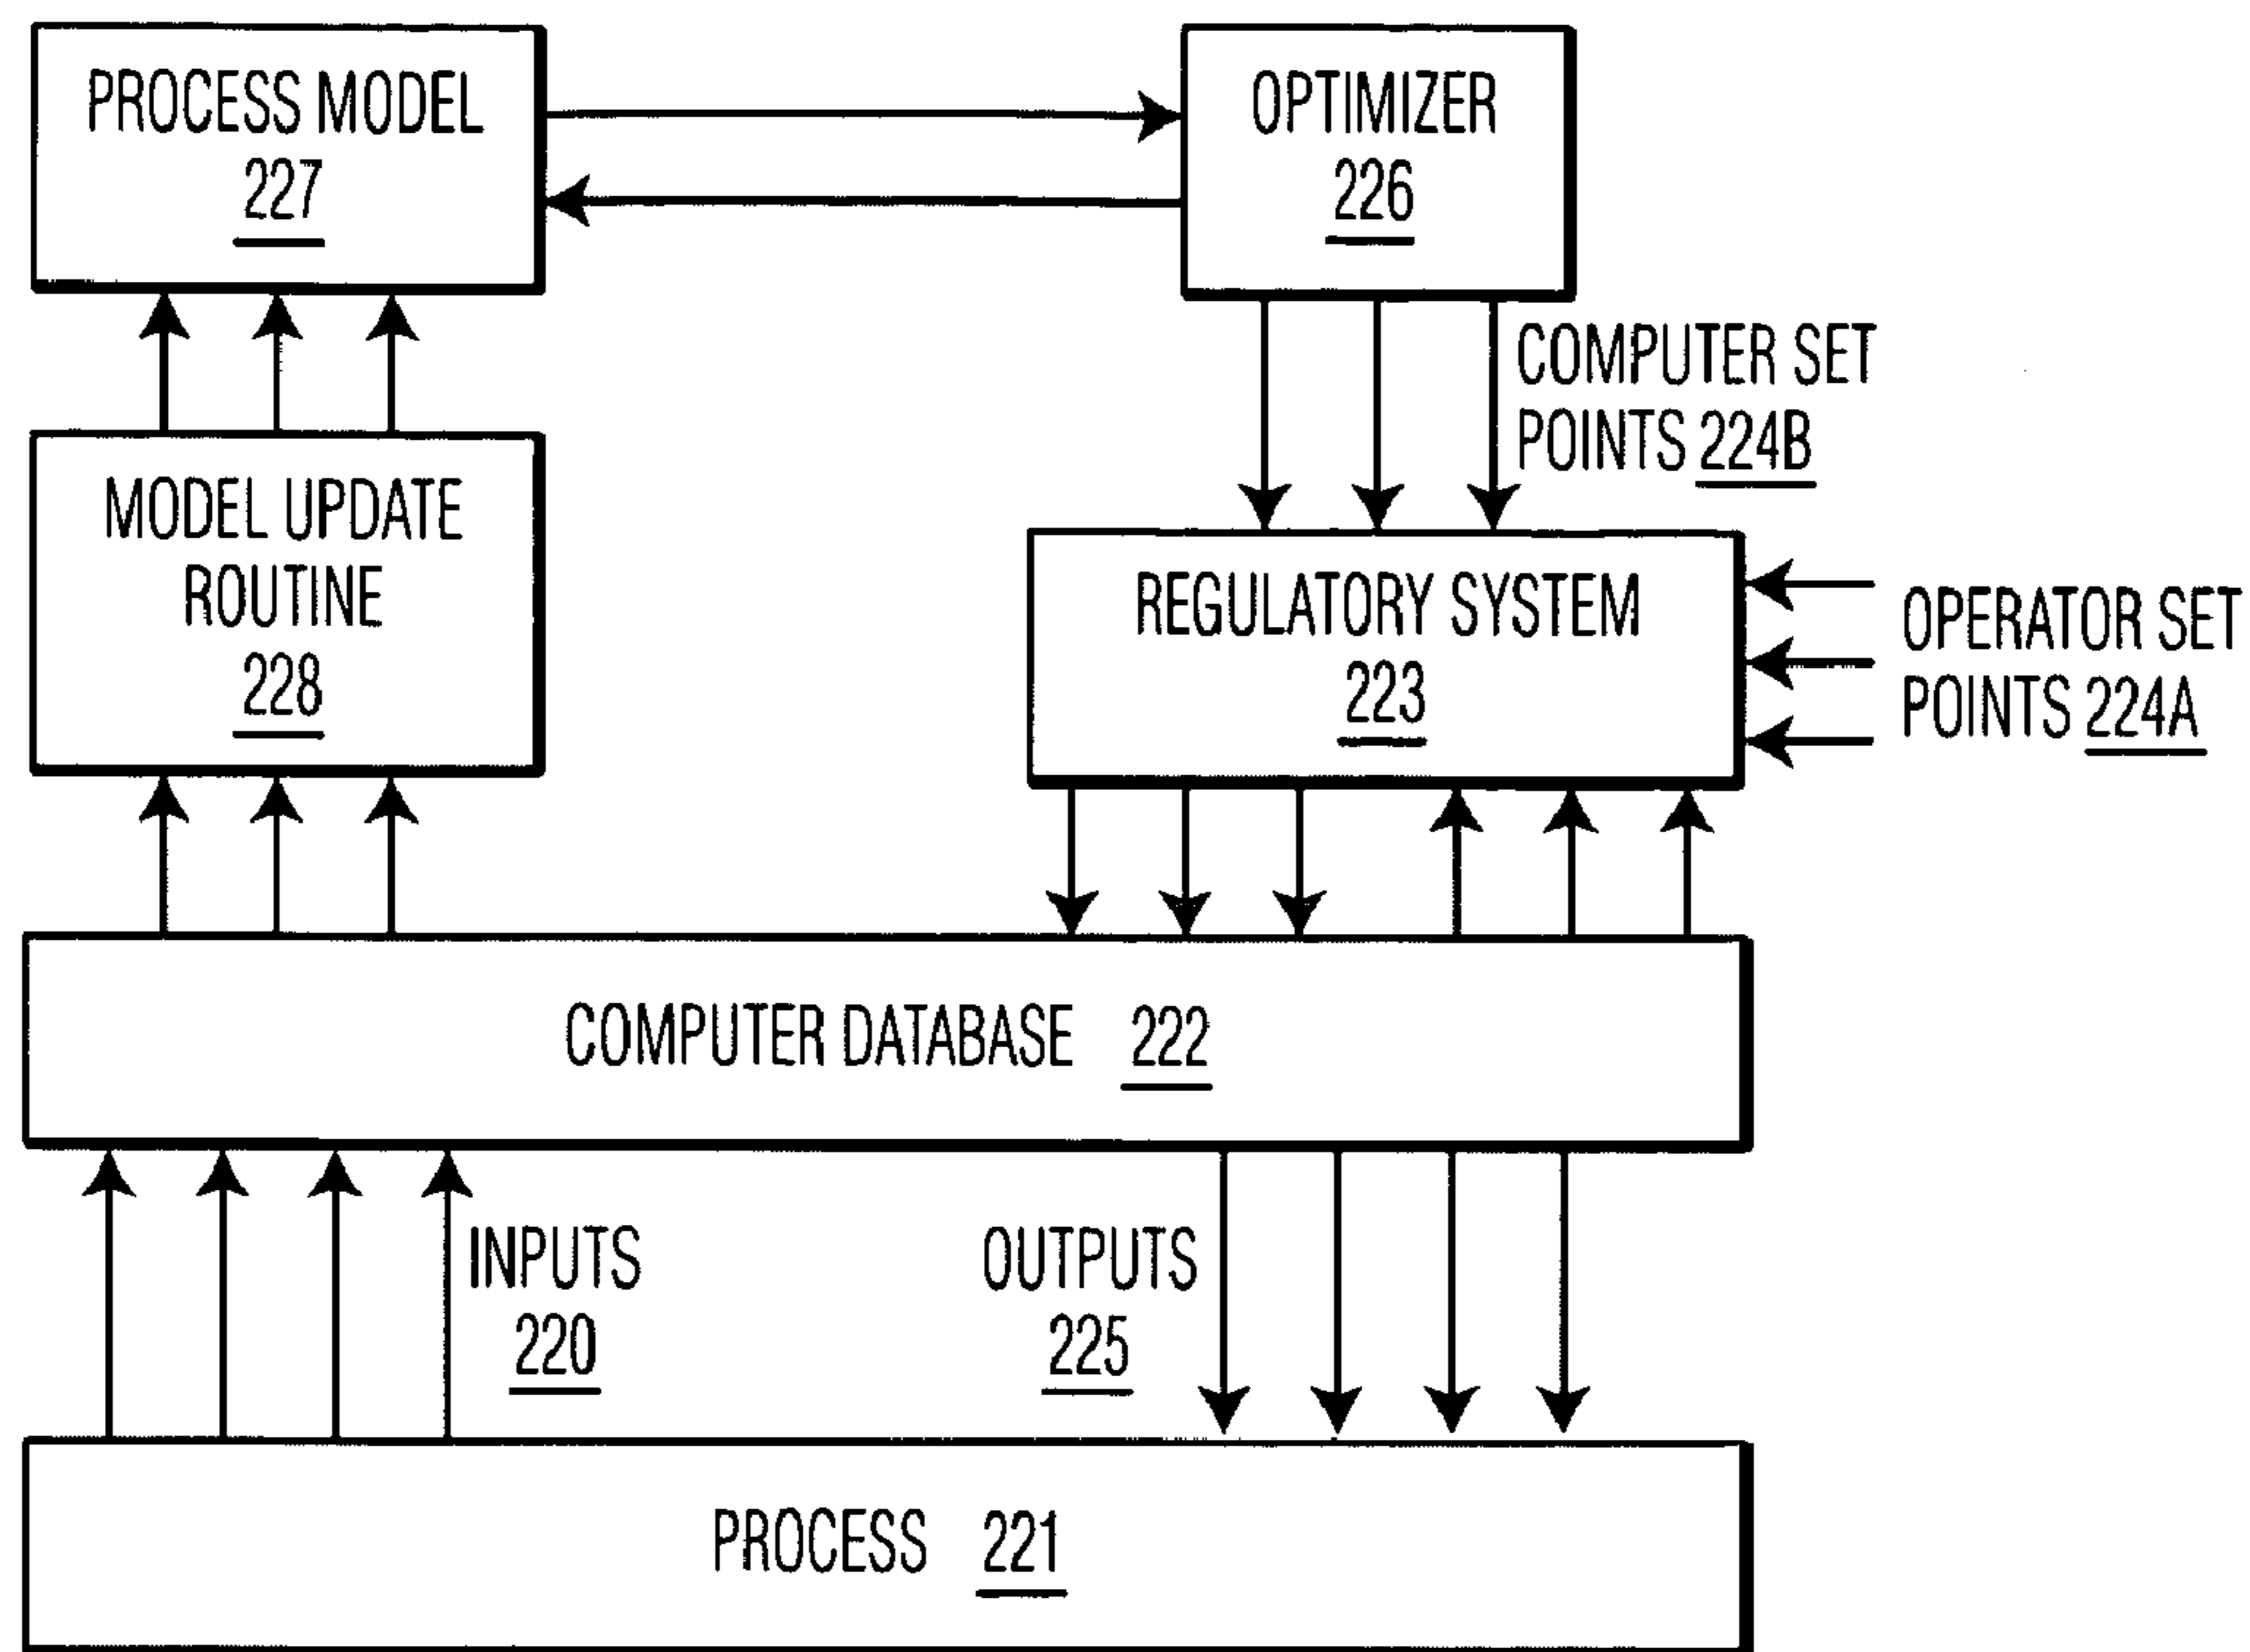 PROCESS MODEL
227
OPTIMIZER
226
COMPUTER SET
POINTS 224B
MODEL UPDATE
ROUTINE
228
REGULATORY SYSTEM
223
OPERATOR SET
POINTS 224A
COMPUTER DATABASE 222
INPUTS
220
OUTPUTS
225
PROCESS 221